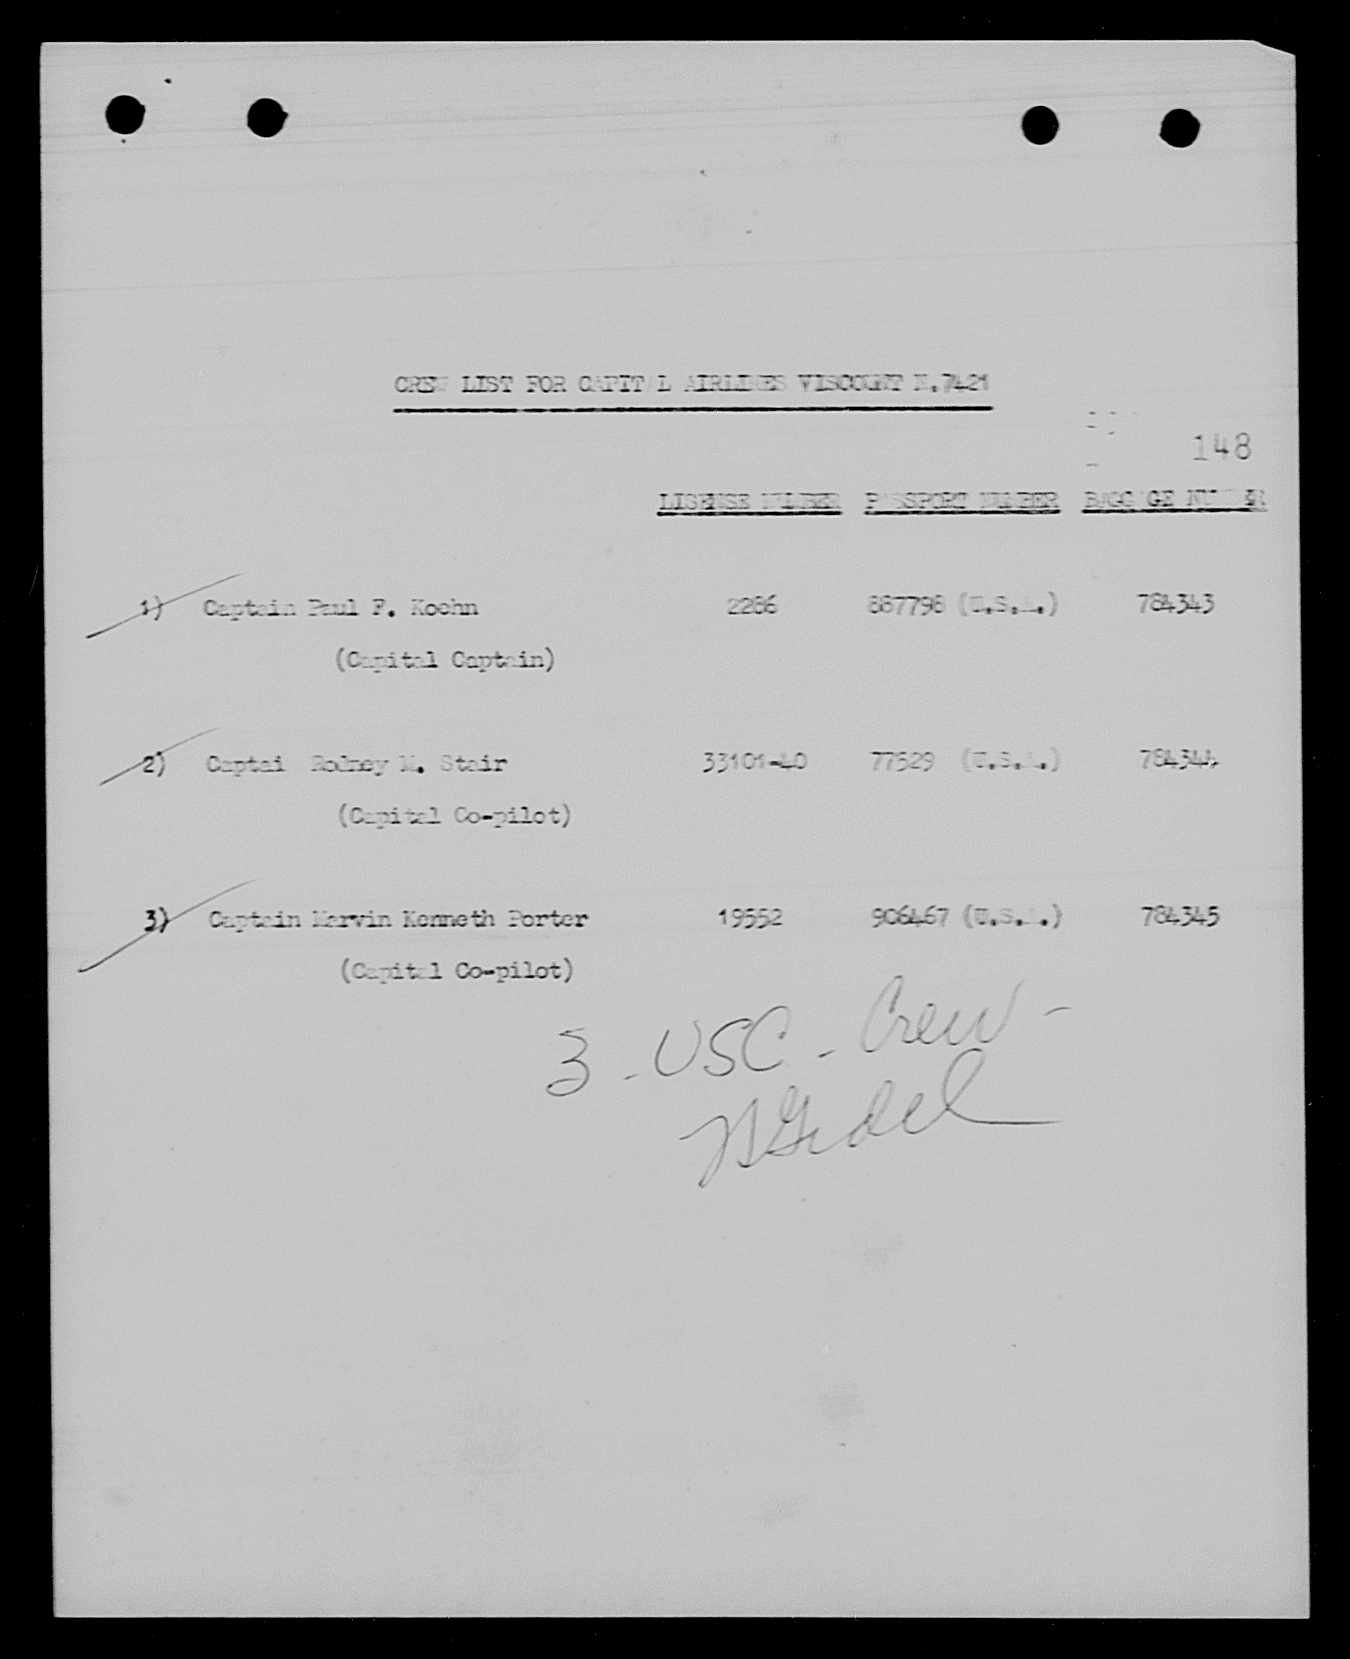 CREW LIST FOR CAPITAL AIRLINES VISCOUNT N.7421
148
LISENSE NUMBER PASSPORT NUMBER BAGGAGE NUMBER
1) Captain Paul F. Koehn 2286 887798 (U.S.A.) 784343
(Capital Captain)
2) Captai Rodney M. Stair 33101-40 77529 (U.S.A.) 784344
(Capital Co-pilot)
3) Captain Marvin Kenneth Porter 19552 906467 (U.S.A.) 784345
(Capital Co-pilot)
3 - USC - Crew -